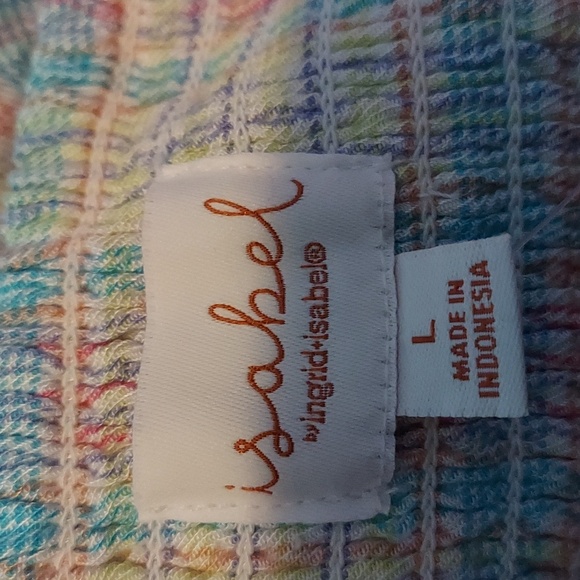 isabel
by ingrid+isabel®
L
MADE IN
INDONESIA